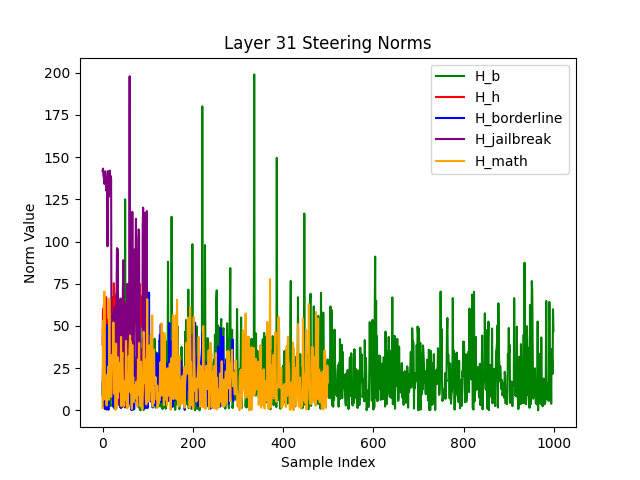 Layer 31 Steering Norms
Norm Value
200
175
150
125
100
75
50
25
0
H_b
H_h
H_borderline
H_jailbreak
H_math
0
200
400
600
800
1000
Sample Index